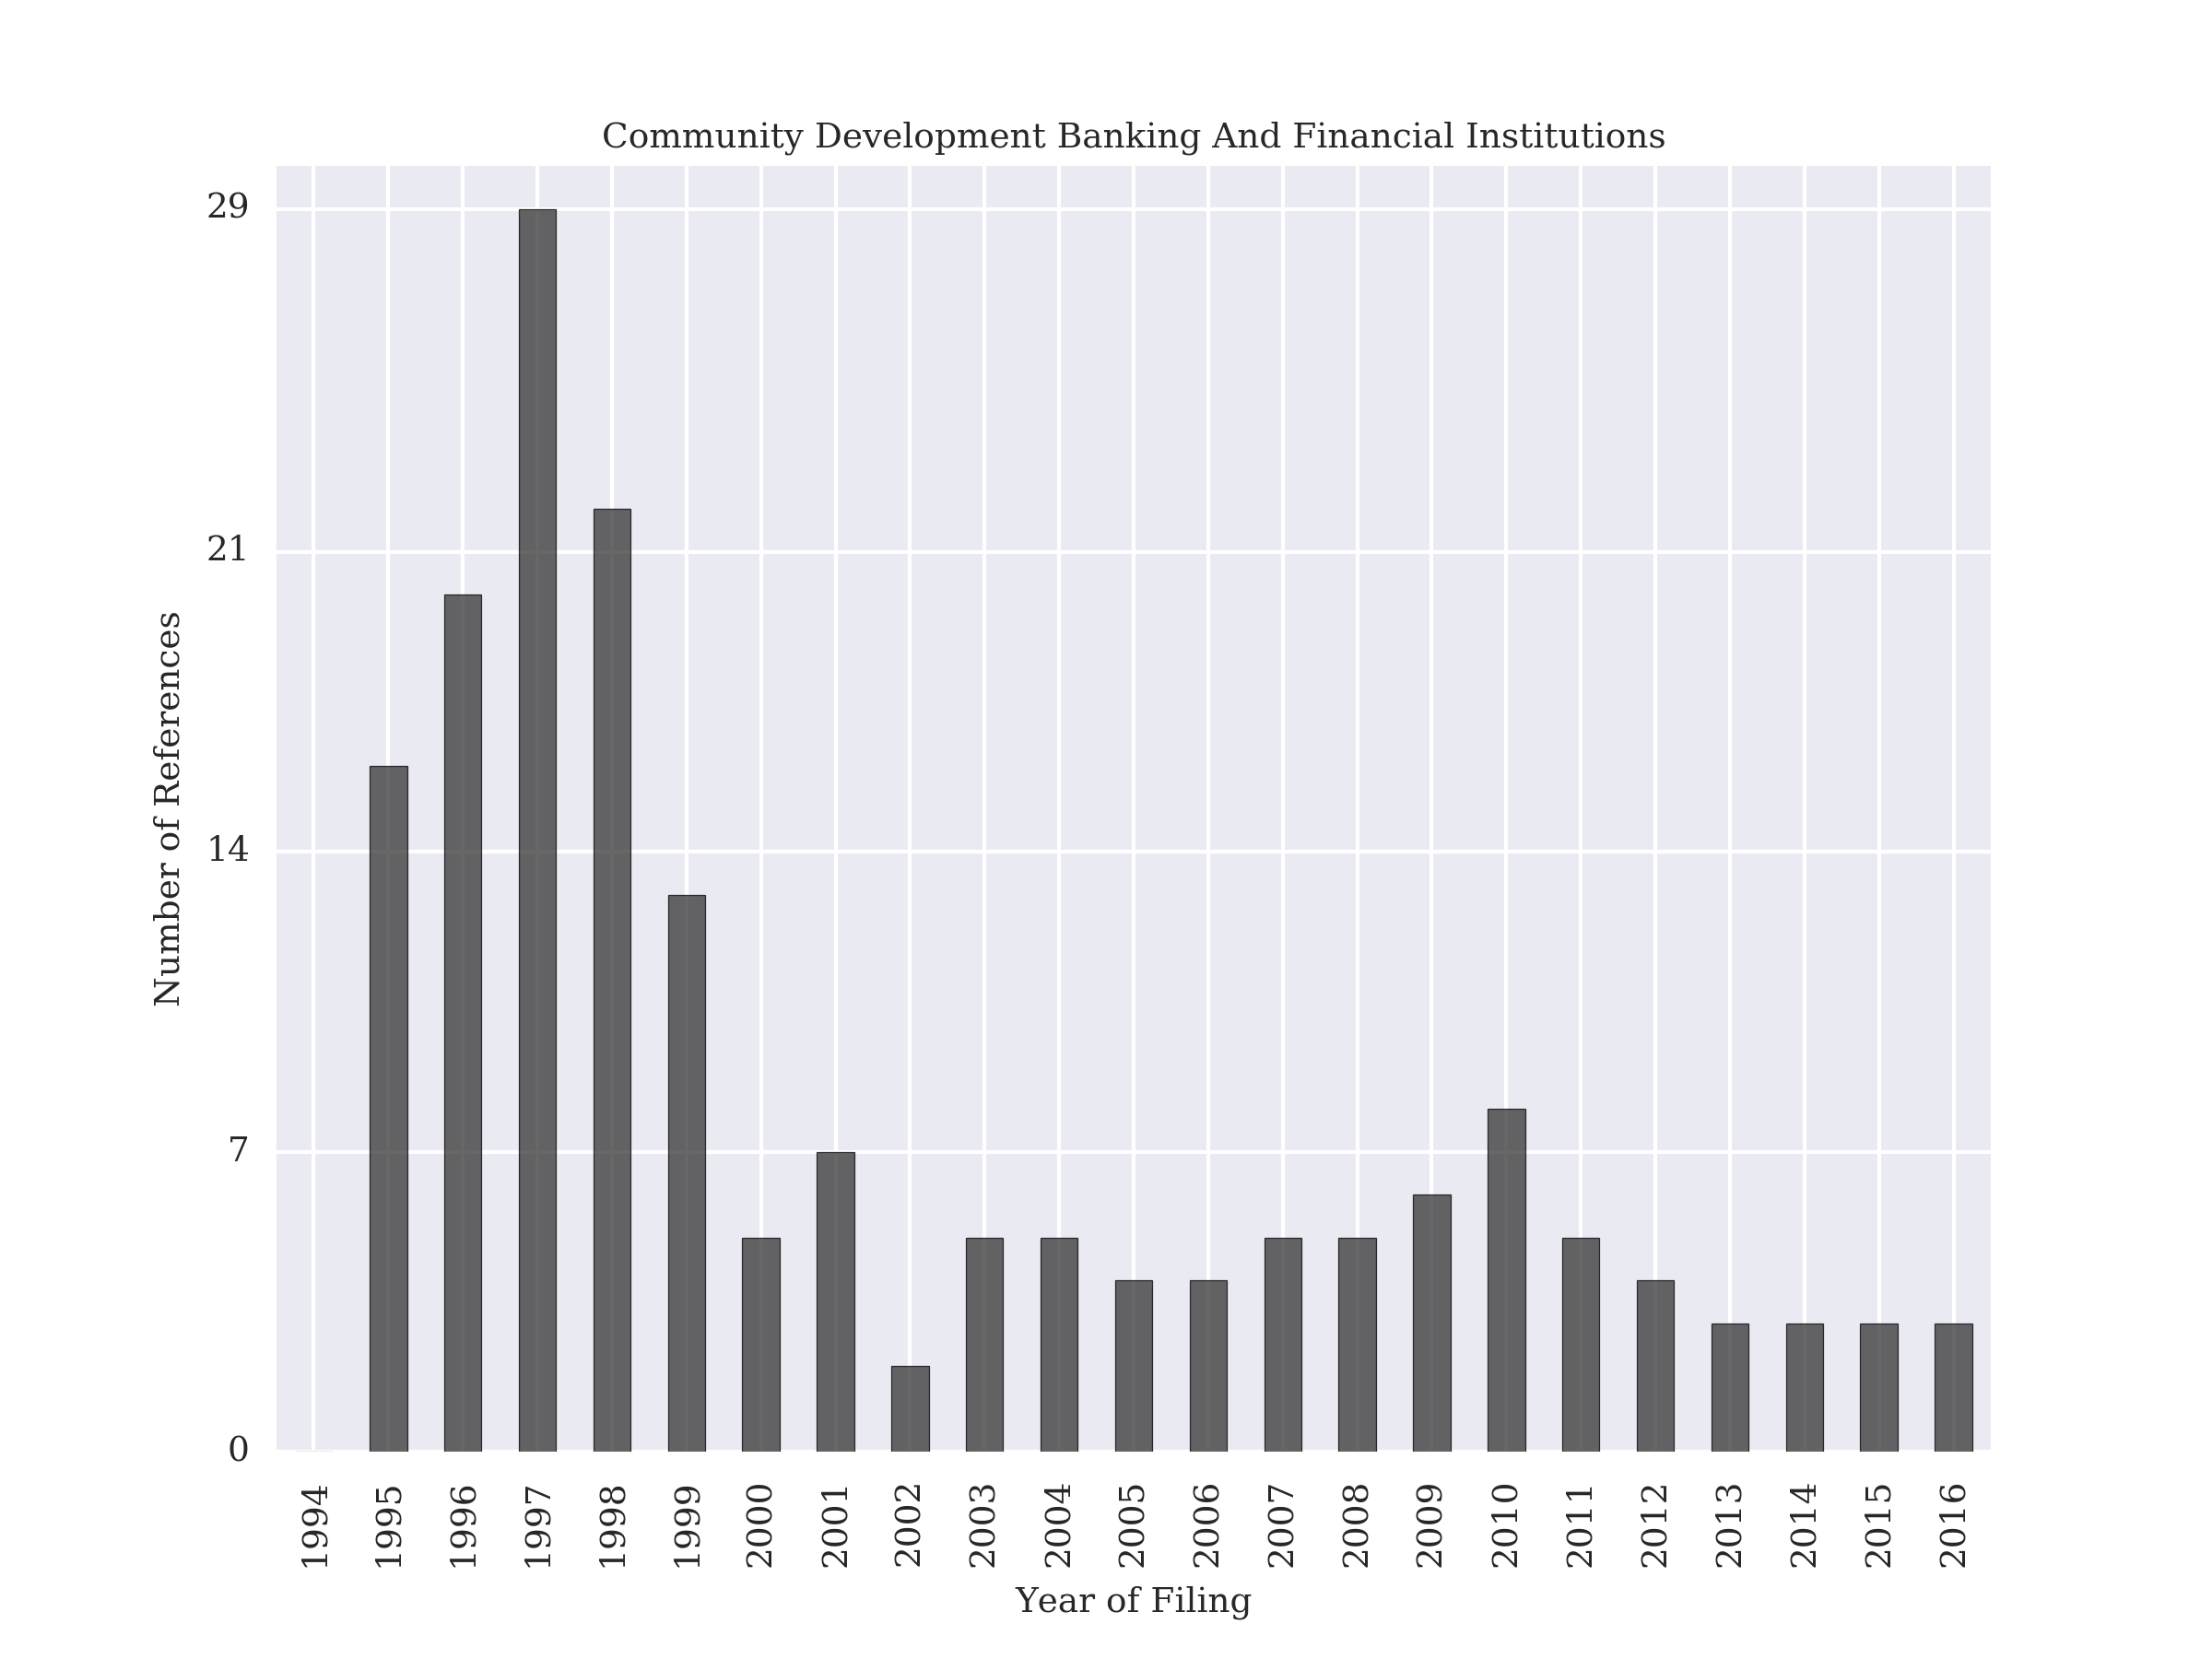 Community Development Banking And Financial Institutions
29
21
14
7
0
Number of References
1994 1995 1996 1997 1998 1999 2000 2001 2002 2003 2004 2005 2006 2007 2008 2009 2010 2011 2012 2013 2014 2015 2016
Year of Filing